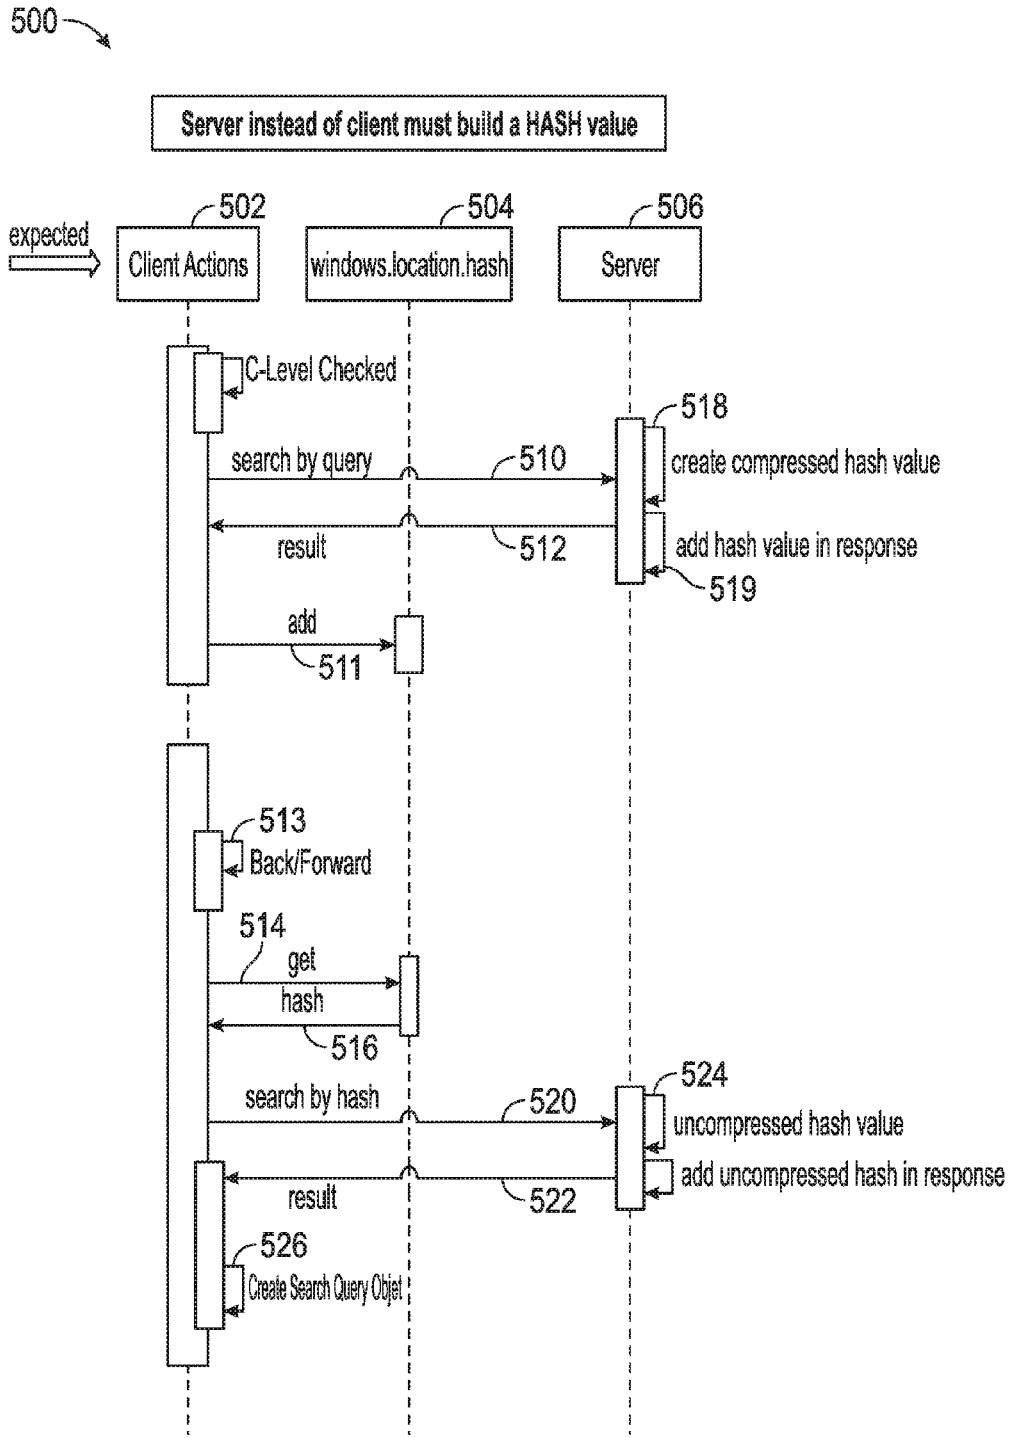 500
Server instead of client must build a HASH value
502
504
506
expected
Client Actions
windows.location.hash
Server
C-Level Checked
518
search by query
510
create compressed hash value
result
512
add hash value in response
519
add
511
513
Back/Forward
514
get
hash
516
524
search by hash
520
uncompressed hash value
add uncompressed hash in response
result
522
526
Create Search Query Objet